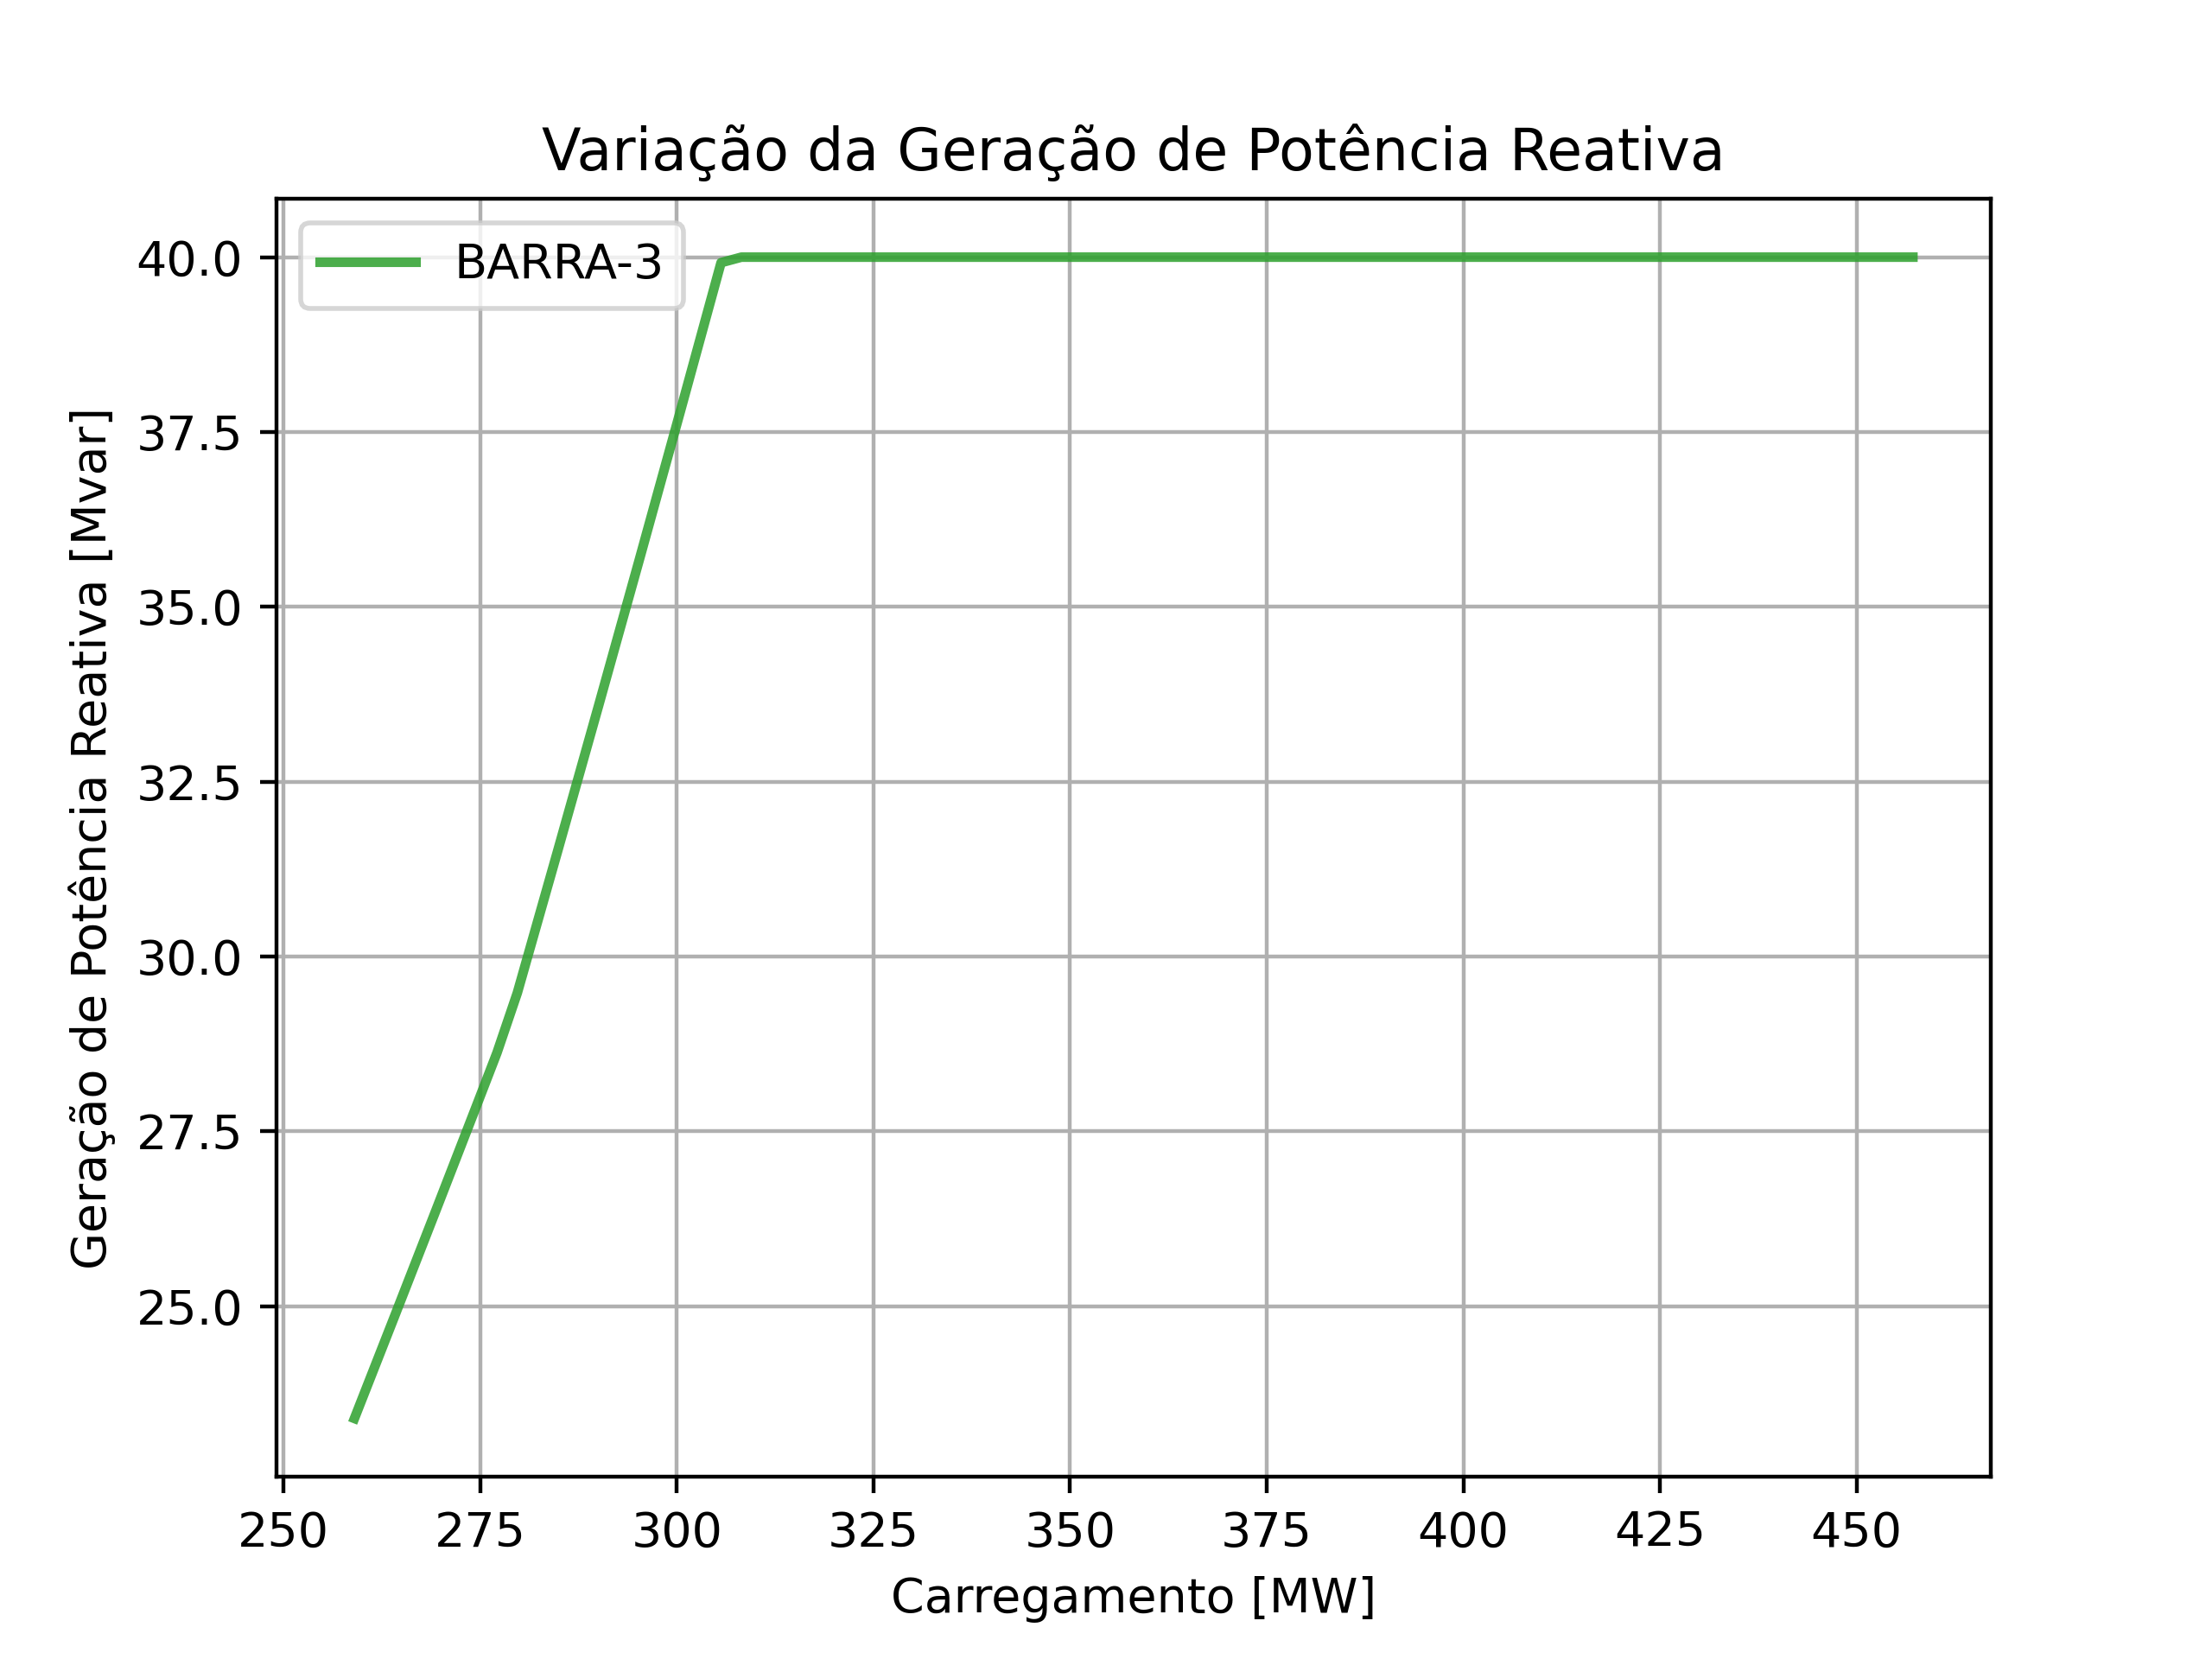 Variação da Geração de Potência Reativa
BARRA-3
Geração de Potência Reativa [Mvar]
40.0
37.5
35.0
32.5
30.0
27.5
25.0
250 275 300 325 350 375 400 425 450
Carregamento [MW]